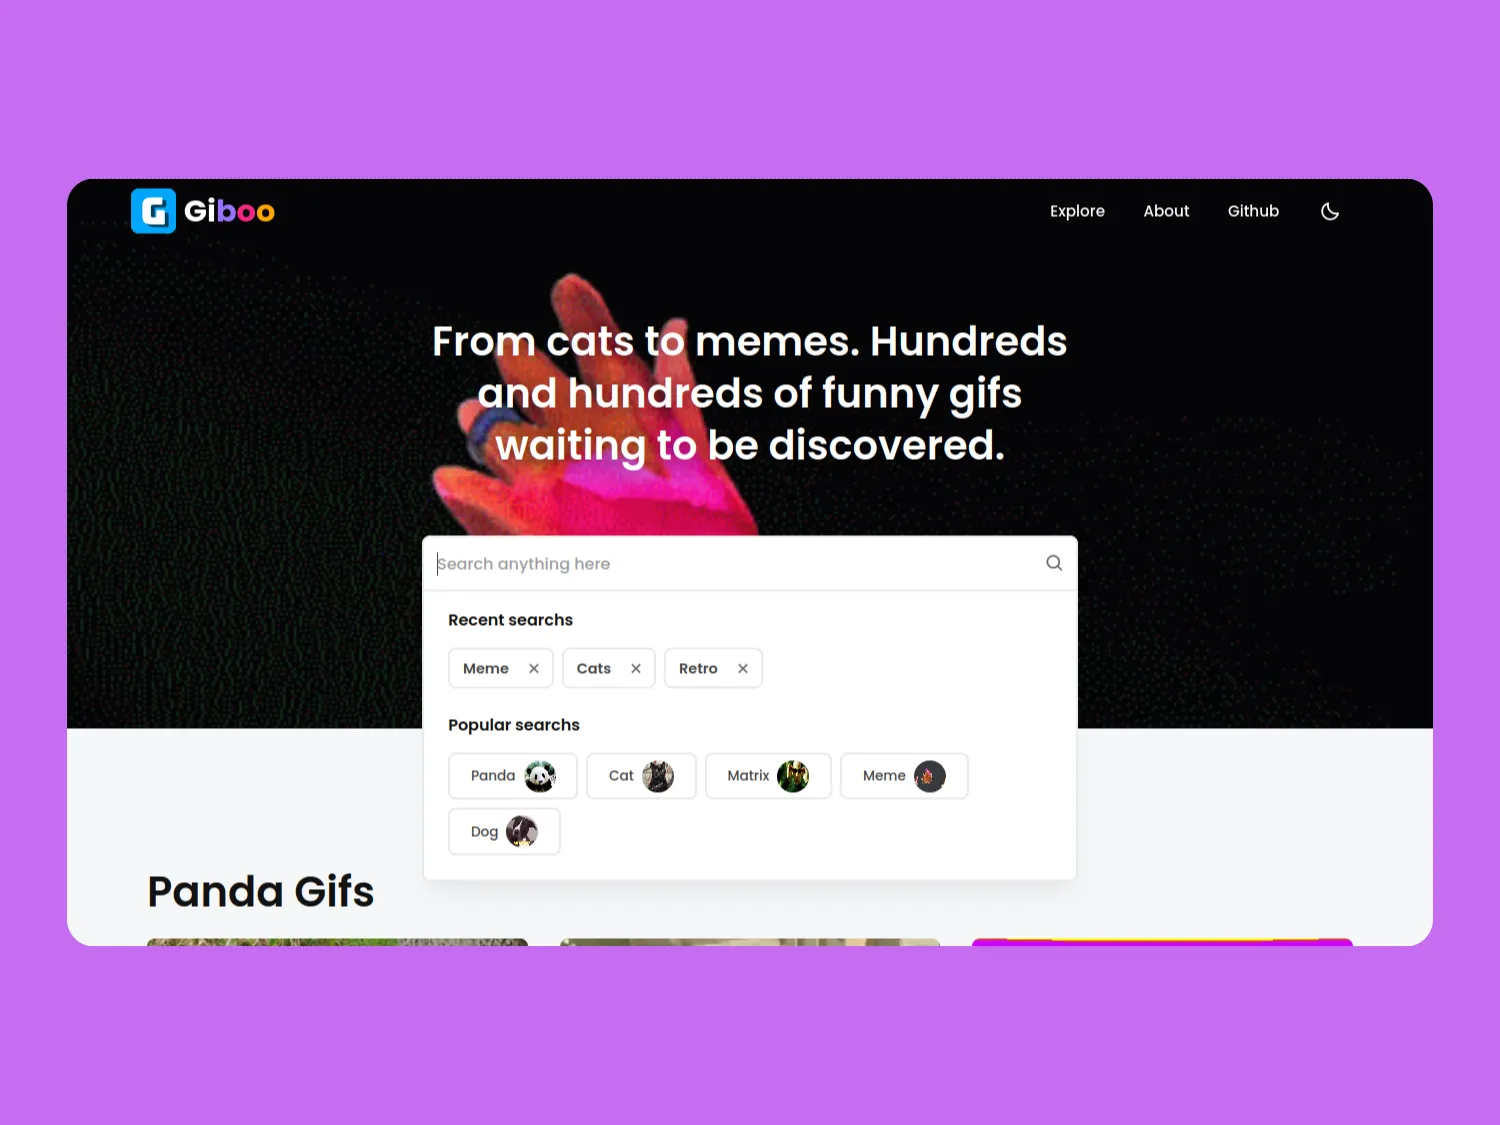 Giboo
Explore
About
Github
From cats to memes. Hundreds
and hundreds of funny gifs
waiting to be discovered.
Search anything here
Recent searchs
Meme
Cats
Retro
Popular searchs
Panda
Cat
Matrix
Meme
Dog
Panda Gifs